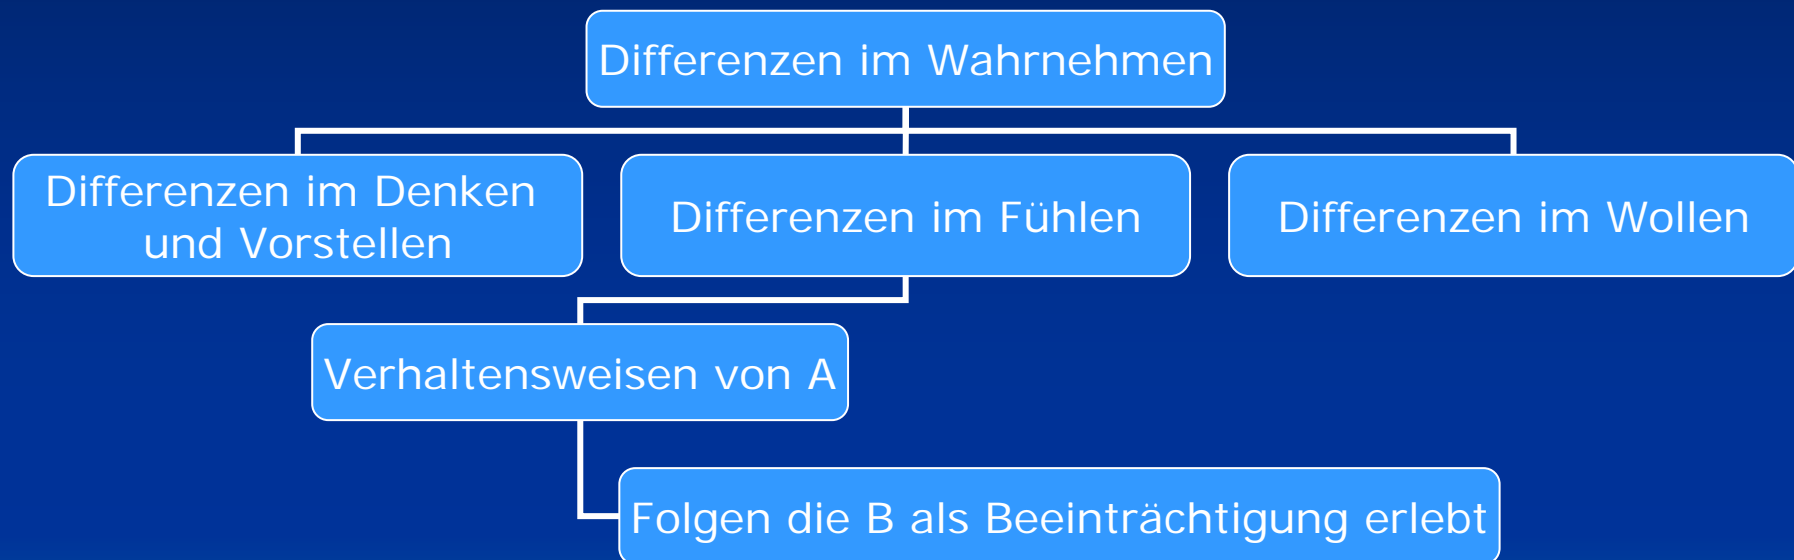 Differenzen im Wahrnehmen
Differenzen im Denken
und Vorstellen
Differenzen im Fühlen
Differenzen im Wollen
Verhaltensweisen von A
Folgen die B als Beeinträchtigung erlebt